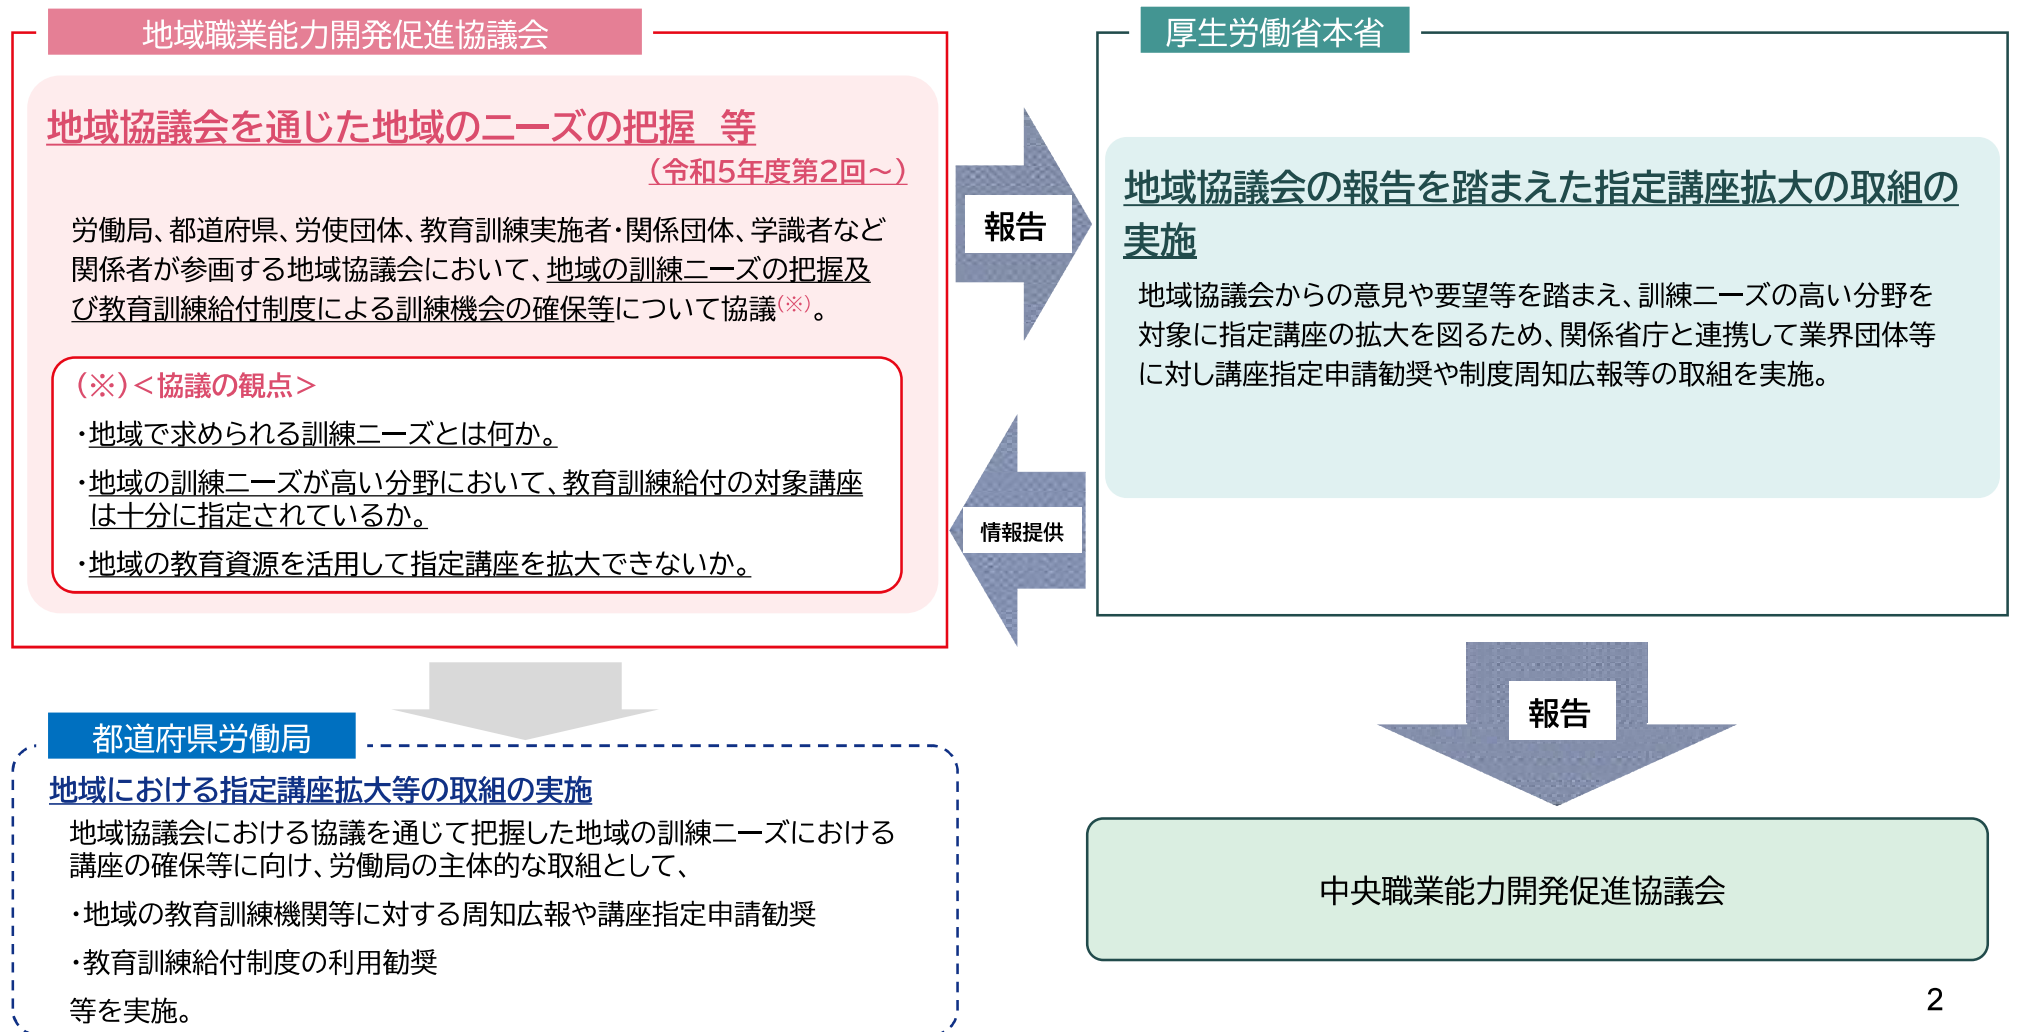 地域職業能力開発促進協議会
地域協議会を通じた地域のニーズの把握　等
（令和5年度第2回～）
労働局、都道府県、労使団体、教育訓練実施者・関係団体、学識者など
関係者が参画する地域協議会において、地域の訓練ニーズの把握及
び教育訓練給付制度による訓練機会の確保等について協議（※）。
（※）＜協議の観点＞
・地域で求められる訓練ニーズとは何か。
・地域の訓練ニーズが高い分野において、教育訓練給付の対象講座
は十分に指定されているか。
・地域の教育資源を活用して指定講座を拡大できないか。
報告
情報提供
厚生労働省本省
地域協議会の報告を踏まえた指定講座拡大の取組の
実施
地域協議会からの意見や要望等を踏まえ、訓練ニーズの高い分野を
対象に指定講座の拡大を図るため、関係省庁と連携して業界団体等
に対し講座指定申請勧奨や制度周知広報等の取組を実施。
都道府県労働局
地域における指定講座拡大等の取組の実施
地域協議会における協議を通じて把握した地域の訓練ニーズにおける
講座の確保等に向け、労働局の主体的な取組として、
・地域の教育訓練機関等に対する周知広報や講座指定申請勧奨
・教育訓練給付制度の利用勧奨
等を実施。
報告
中央職業能力開発促進協議会
2